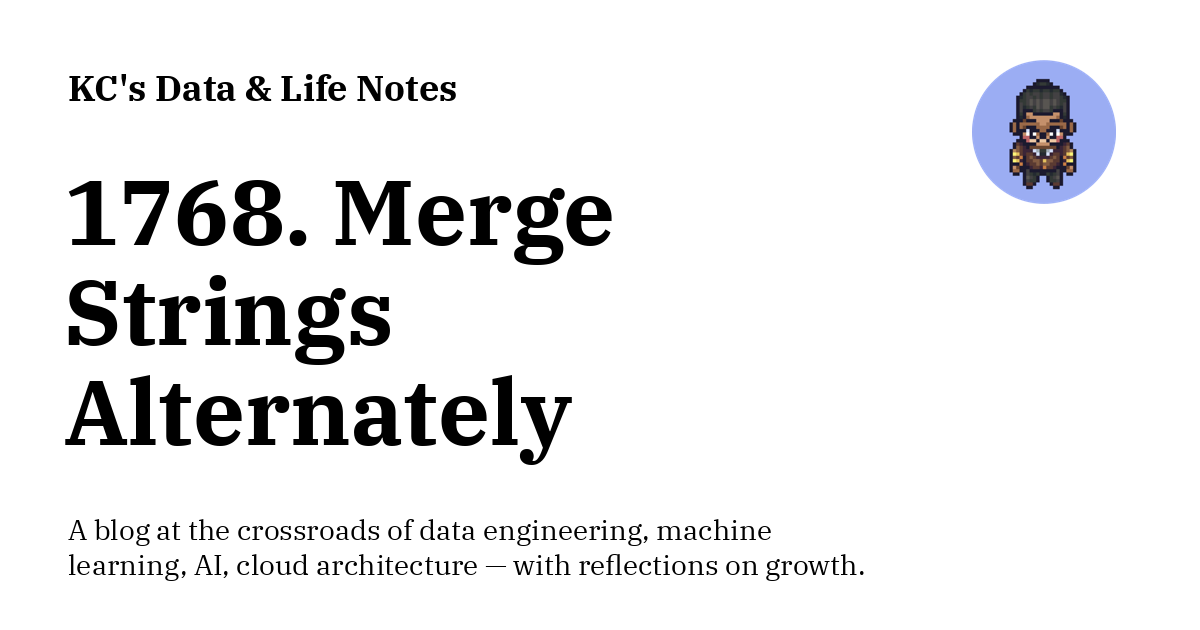 KC's Data & Life Notes
1768. Merge
Strings
Alternately
A blog at the crossroads of data engineering, machine
learning, AI, cloud architecture — with reflections on growth.